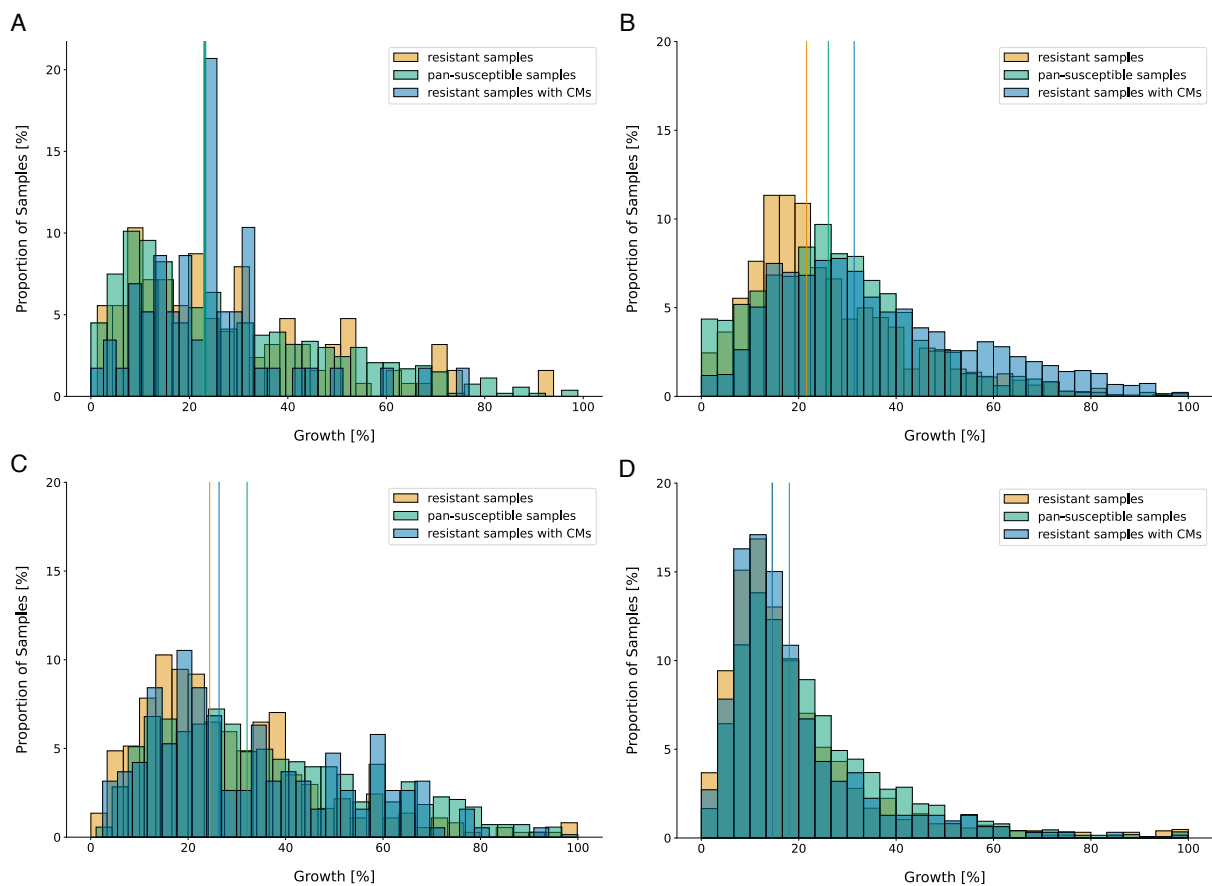 A
Proportion of Samples [%]
20
15
10
5
0
resistant samples
pan-susceptible samples
resistant samples with CMs
0 20 40 60 80 100
Growth [%]
B
Proportion of Samples [%]
20
15
10
5
0
resistant samples
pan-susceptible samples
resistant samples with CMs
0 20 40 60 80 100
Growth [%]
C
Proportion of Samples [%]
20
15
10
5
0
resistant samples
pan-susceptible samples
resistant samples with CMs
0 20 40 60 80 100
Growth [%]
D
Proportion of Samples [%]
20
15
10
5
0
resistant samples
pan-susceptible samples
resistant samples with CMs
0 20 40 60 80 100
Growth [%]